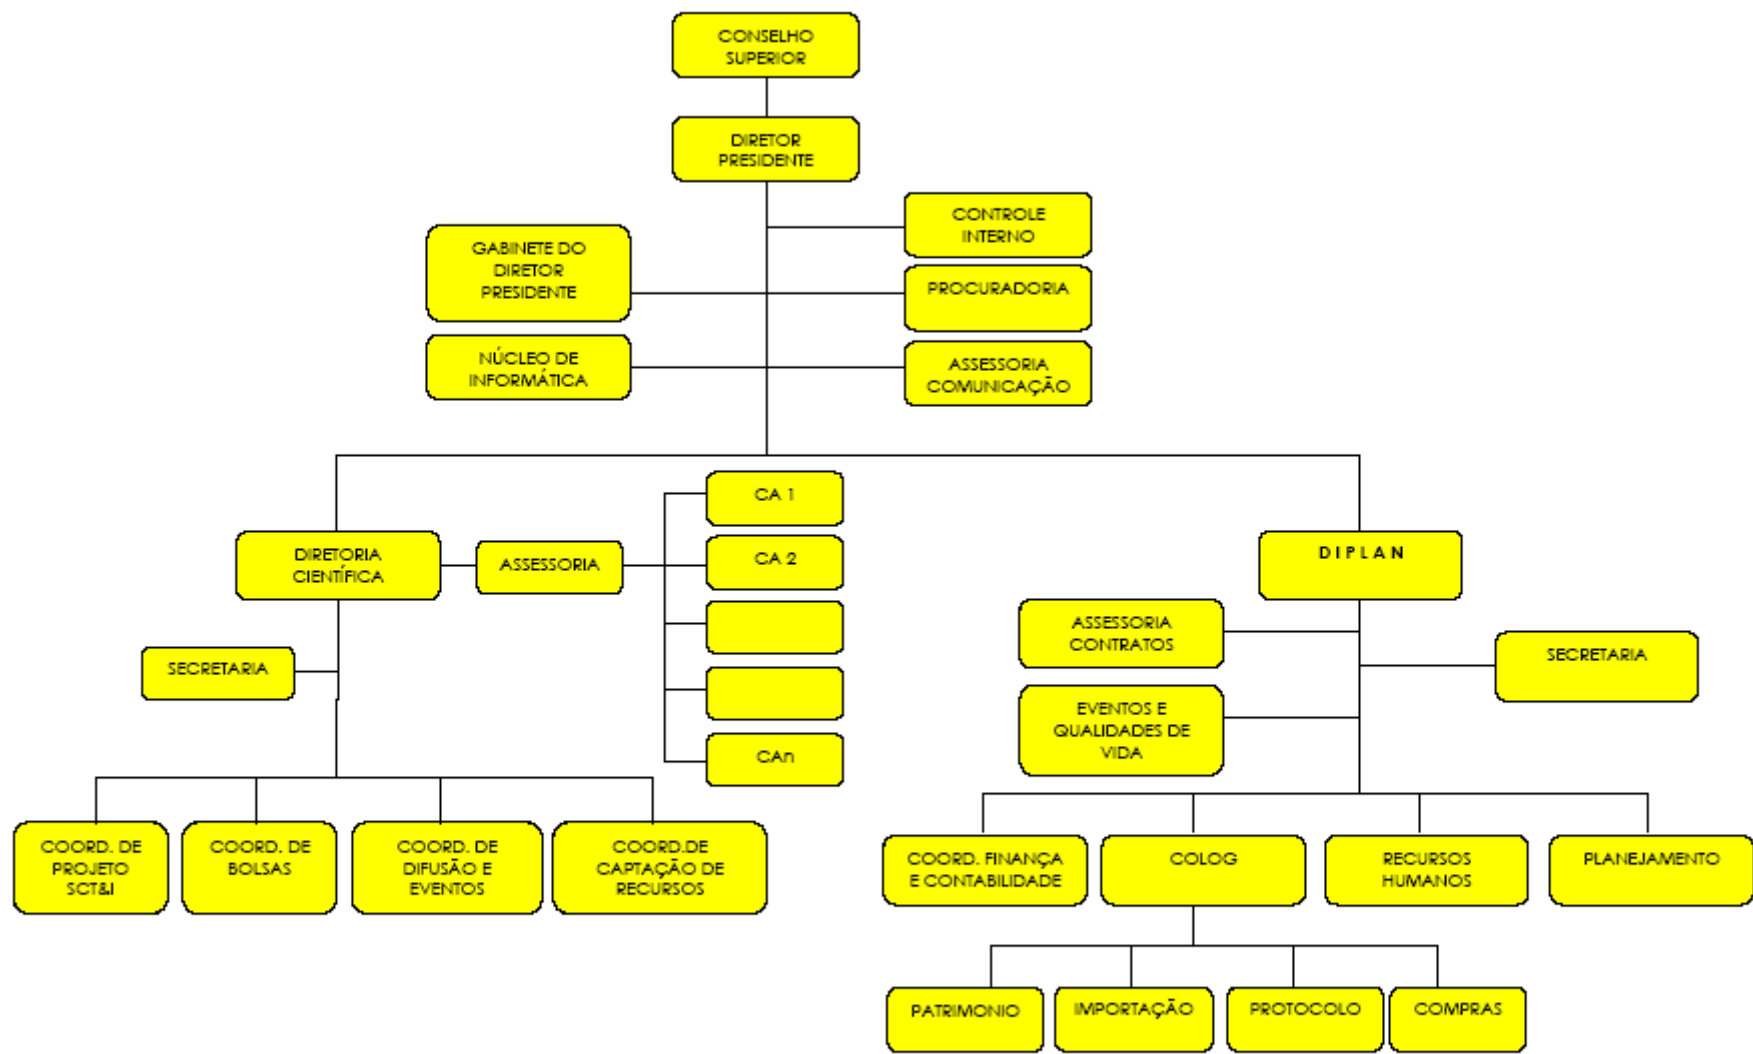 CONSELHO
SUPERIOR
DIRETOR
PRESIDENTE
CONTROLE
INTERNO
GABINETE DO
DIRETOR
PRESIDENTE
PROCURADORIA
NÚCLEO DE
INFORMÁTICA
ASSESSORIA
COMUNICAÇÃO
CA 1
DIRETORIA
CIENTÍFICA
ASSESSORIA
CA 2
CAn
SECRETARIA
COORD. DE
PROJETO
SCT&I
COORD. DE
BOLSAS
COORD. DE
DIFUSÃO E
EVENTOS
COORD.DE
CAPTAÇÃO DE
RECURSOS
D I P L A N
ASSESSORIA
CONTRATOS
SECRETARIA
EVENTOS E
QUALIDADES DE
VIDA
COORD. FINANÇA
E CONTABILIDADE
COLOG
RECURSOS
HUMANOS
PLANEJAMENTO
PATRIMONIO
IMPORTAÇÃO
PROTOCOLO
COMPRAS